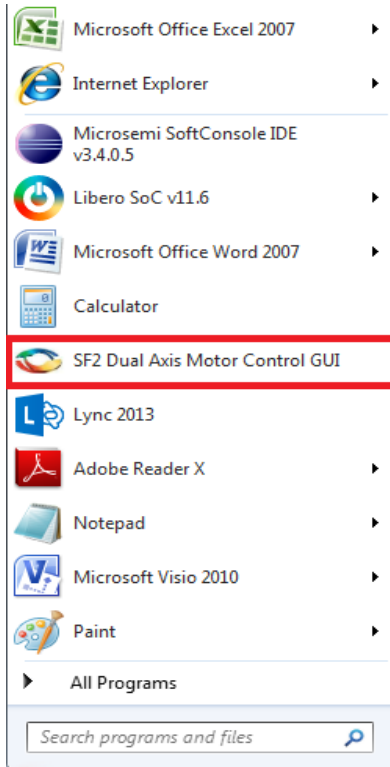 Microsoft Office Excel 2007
Internet Explorer
Microsemi SoftConsole IDE
v3.4.0.5
Libero SoC v11.6
Microsoft Office Word 2007
Calculator
SF2 Dual Axis Motor Control GUI
Lync 2013
Adobe Reader X
Notepad
Microsoft Visio 2010
Paint
All Programs
Search programs and files